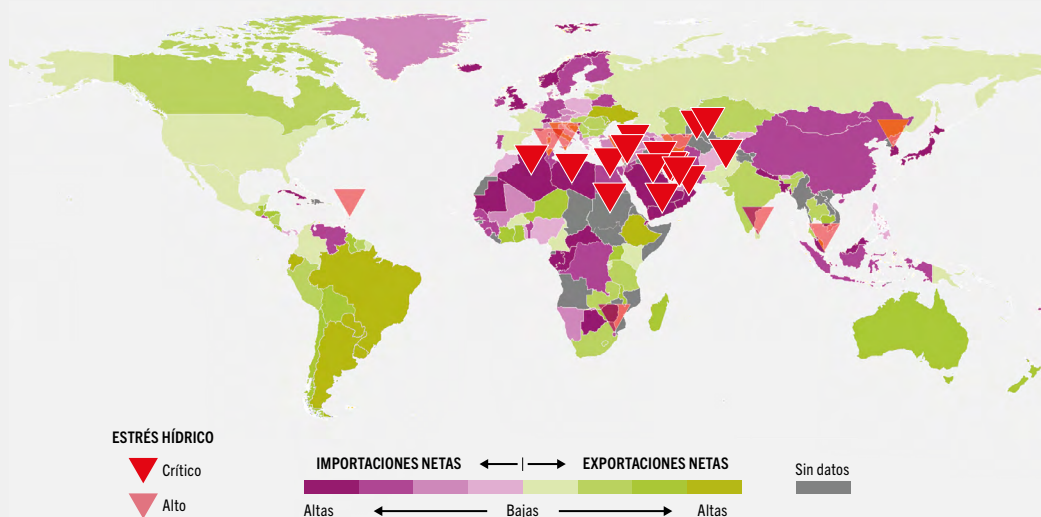 ESTRÉS HÍDRICO
Crítico
Alto
IMPORTACIONES NETAS
EXPORTACIONES NETAS
Altas
Bajas
Altas
Sin datos